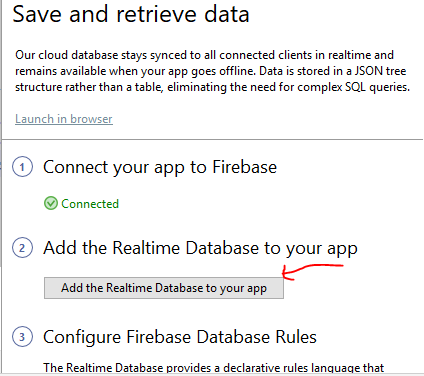 Save and retrieve data
Our cloud database stays synced to all connected clients in realtime and
remains available when your app goes offline. Data is stored in a JSON tree
structure rather than a table, eliminating the need for complex SQL queries.
Launch in browser
1 Connect your app to Firebase
Connected
2 Add the Realtime Database to your app
Add the Realtime Database to your app
3 Configure Firebase Database Rules
The Realtime Database provides a declarative rules language that